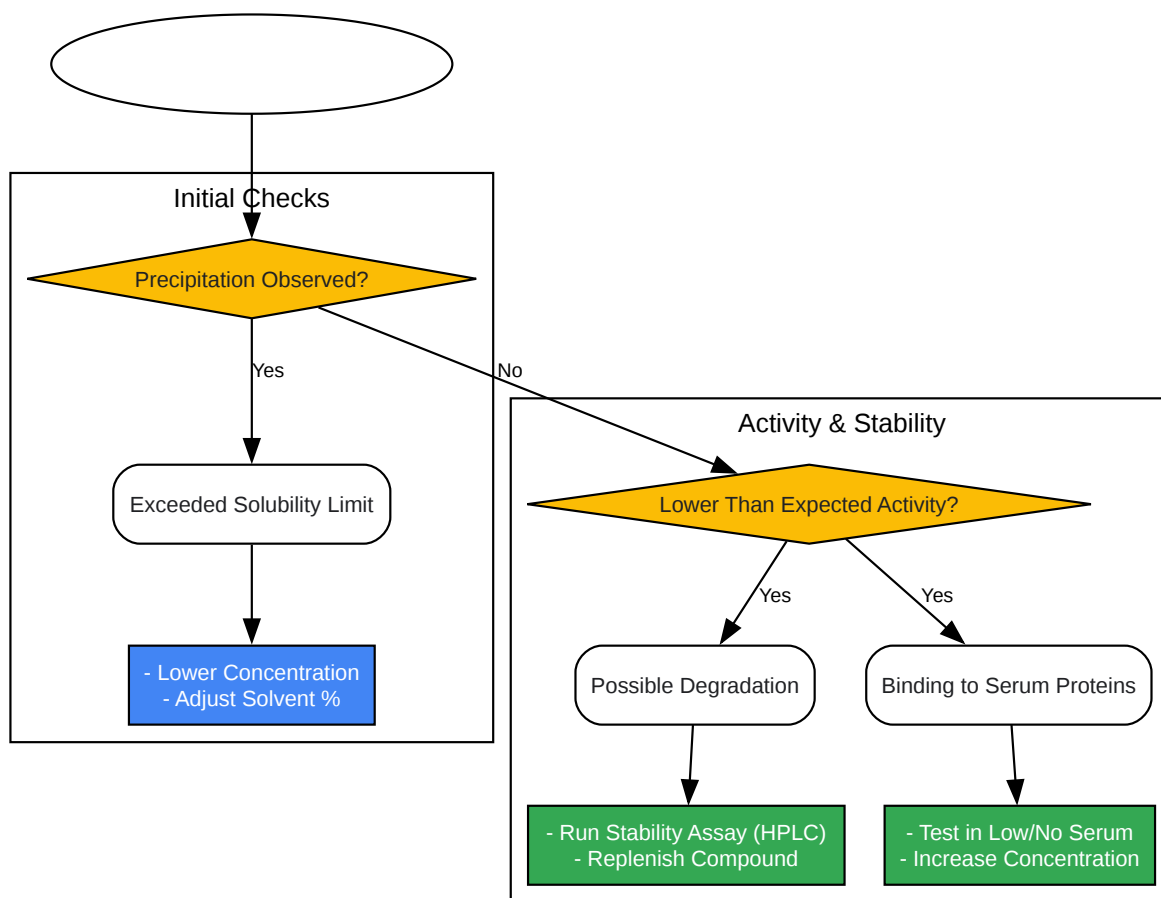 Initial Checks
Precipitation Observed?
Yes
No
Exceeded Solubility Limit
- Lower Concentration
- Adjust Solvent %
Activity & Stability
Lower Than Expected Activity?
Yes
Yes
Possible Degradation
Binding to Serum Proteins
- Run Stability Assay (HPLC)
- Replenish Compound
- Test in Low/No Serum
- Increase Concentration